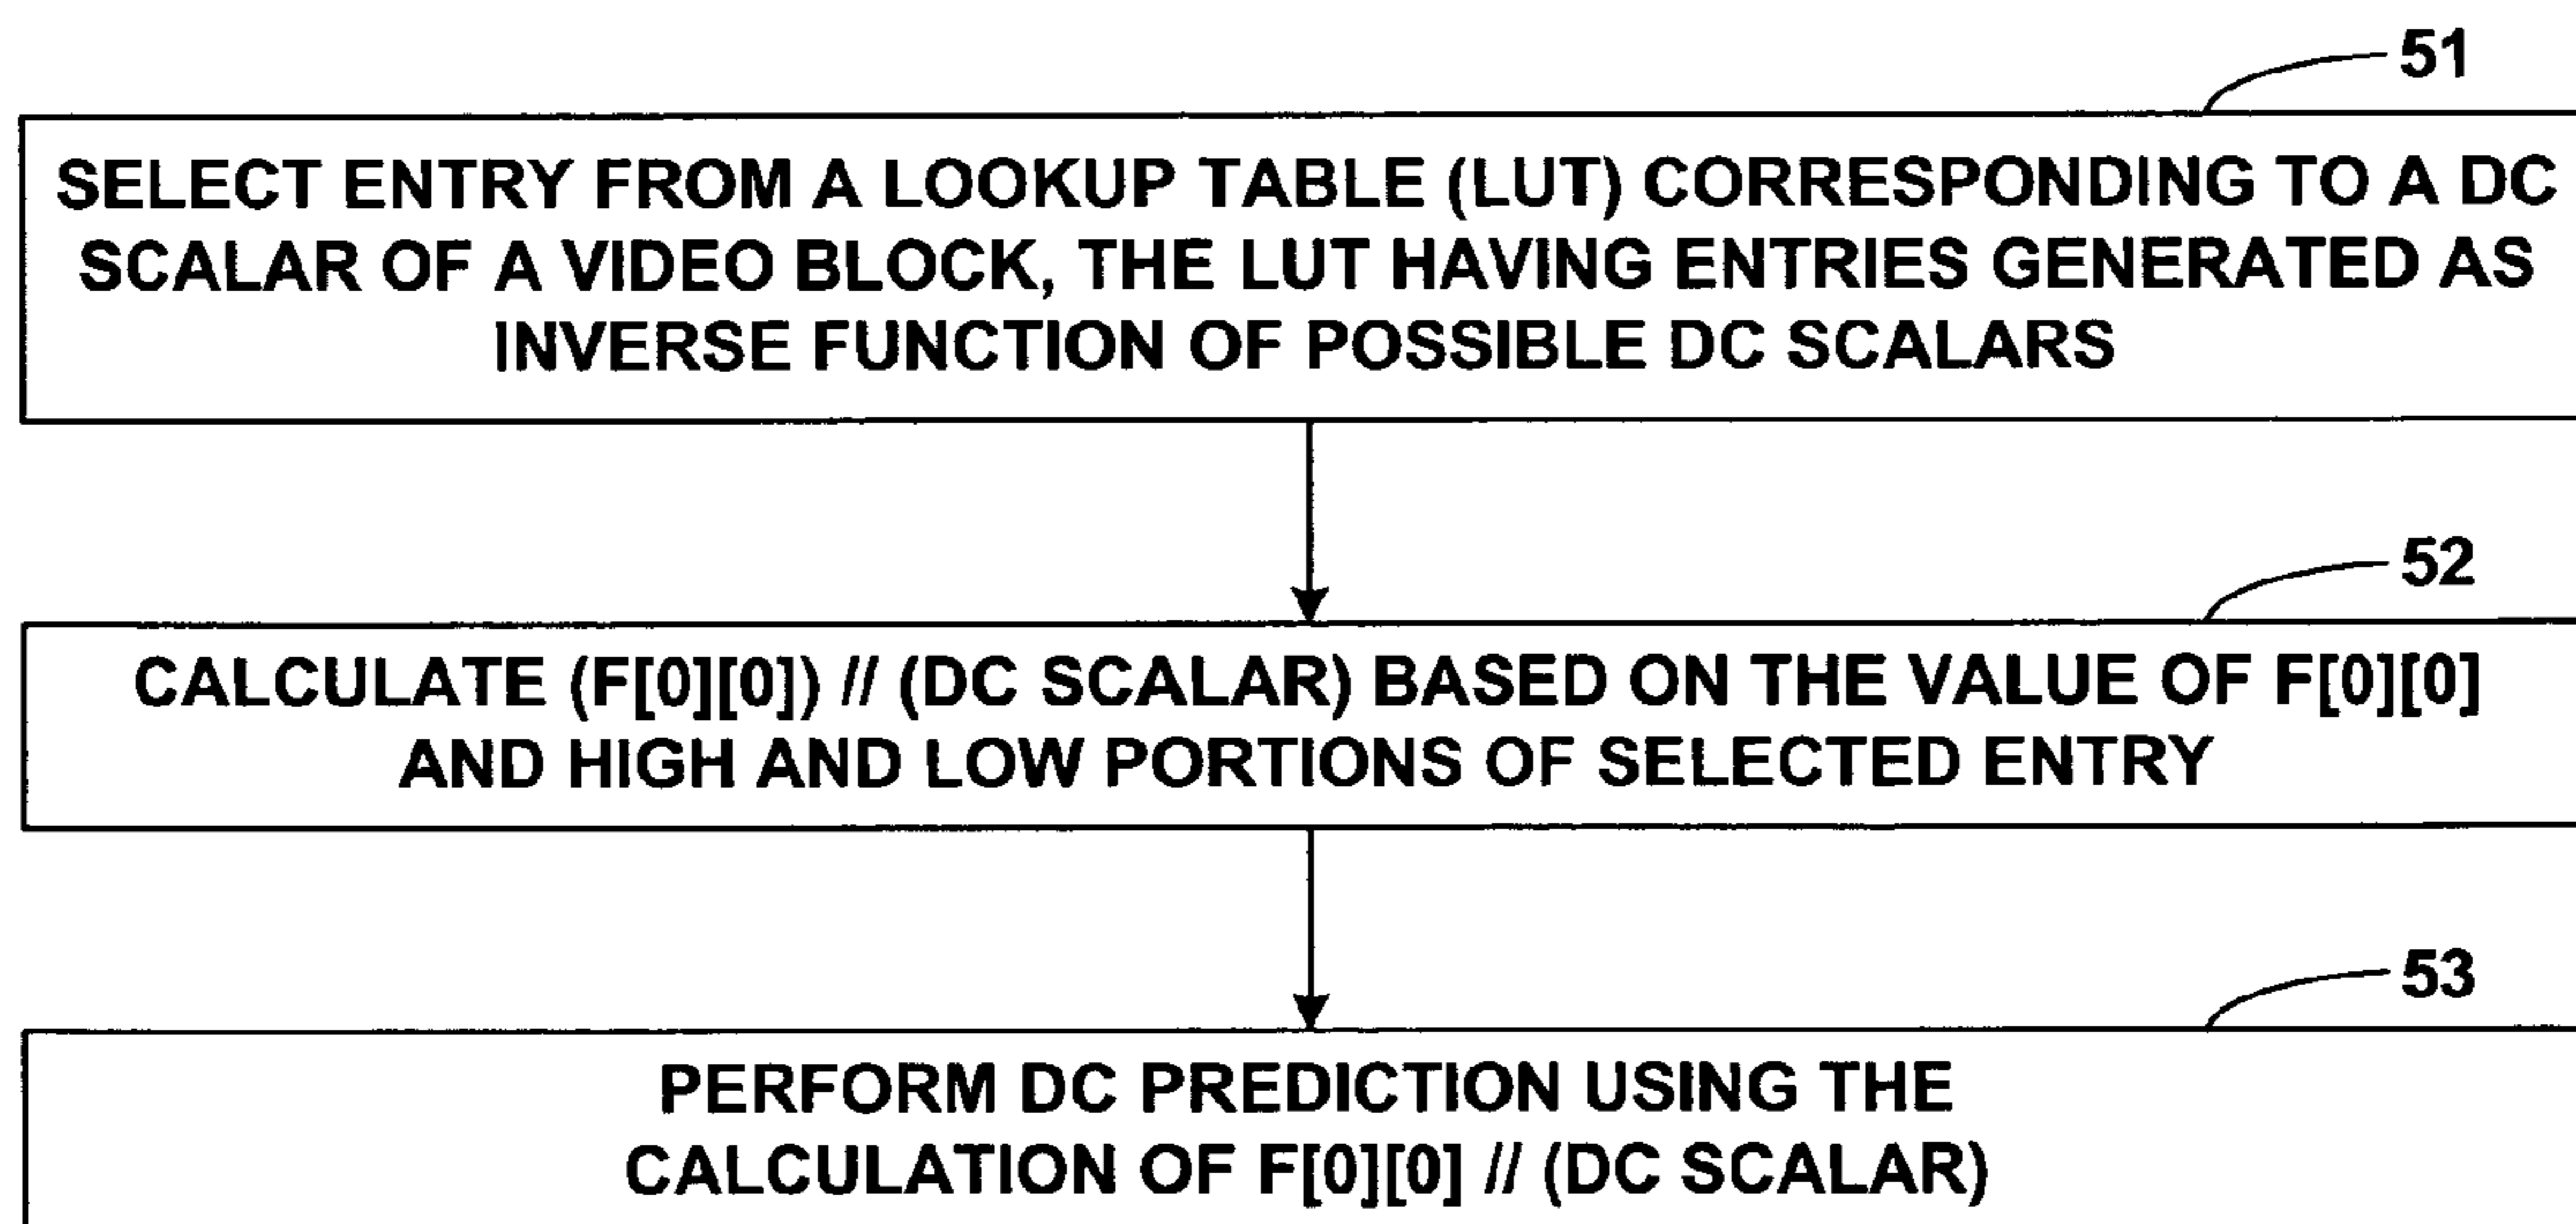 51
SELECT ENTRY FROM A LOOKUP TABLE (LUT) CORRESPONDING TO A DC
SCALAR OF A VIDEO BLOCK, THE LUT HAVING ENTRIES GENERATED AS
INVERSE FUNCTION OF POSSIBLE DC SCALARS
52
CALCULATE (F[0][0]) // (DC SCALAR) BASED ON THE VALUE OF F[0][0]
AND HIGH AND LOW PORTIONS OF SELECTED ENTRY
53
PERFORM DC PREDICTION USING THE
CALCULATION OF F[0][0] // (DC SCALAR)